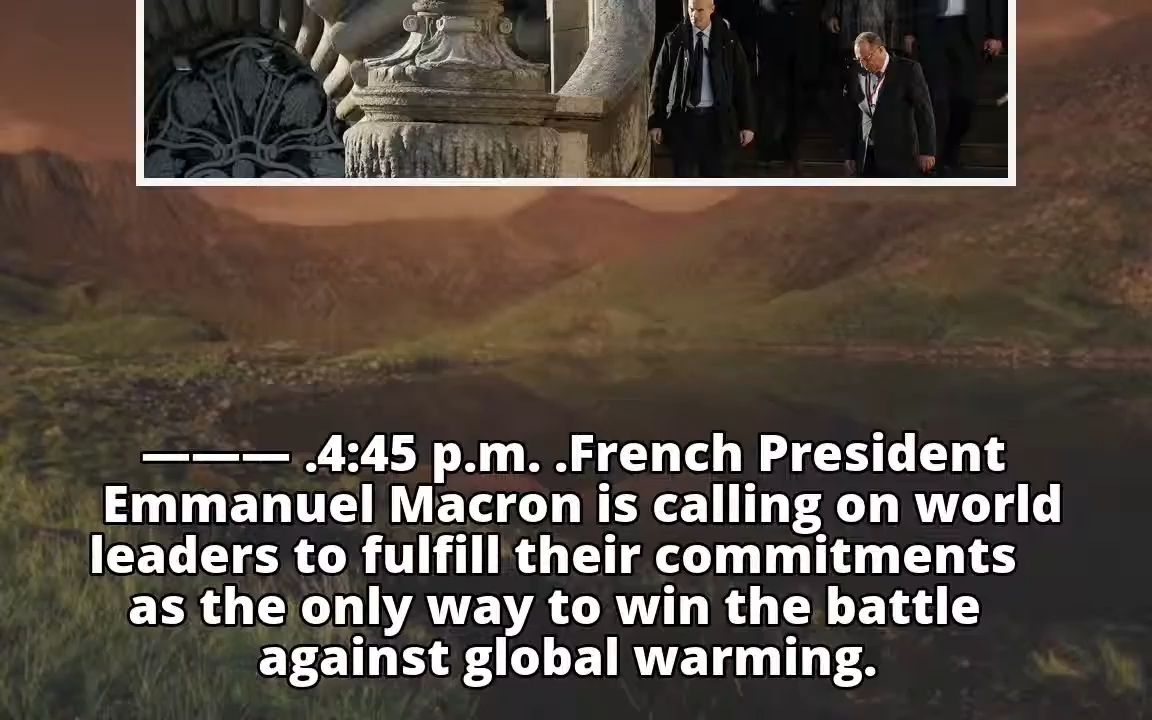 ——— .4:45 p.m. .French President
Emmanuel Macron is calling on world
leaders to fulfill their commitments
as the only way to win the battle
against global warming.